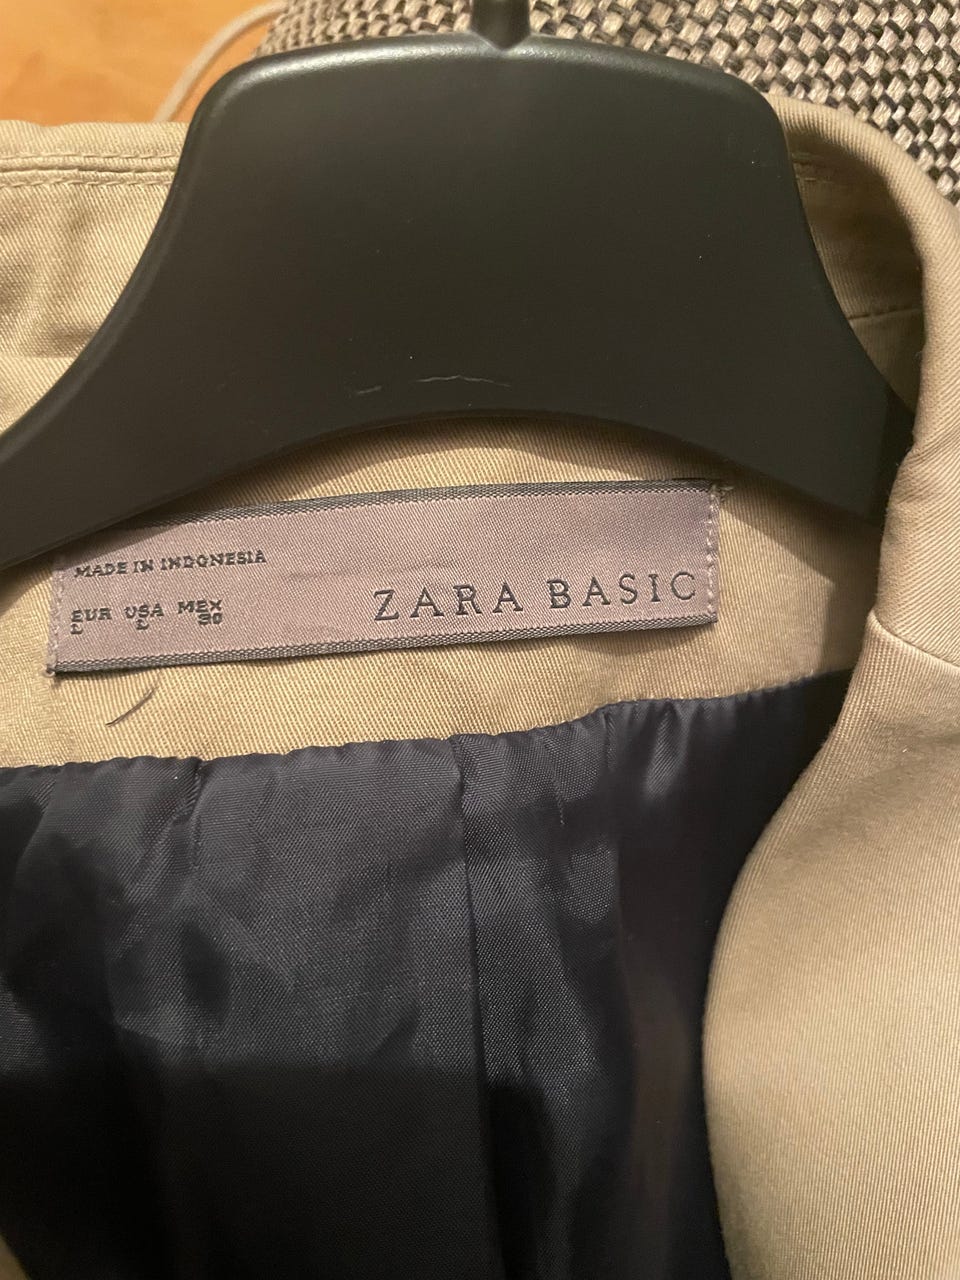 MADE IN INDONESIA
EUR USA MEX
L L 30
ZARA BASIC